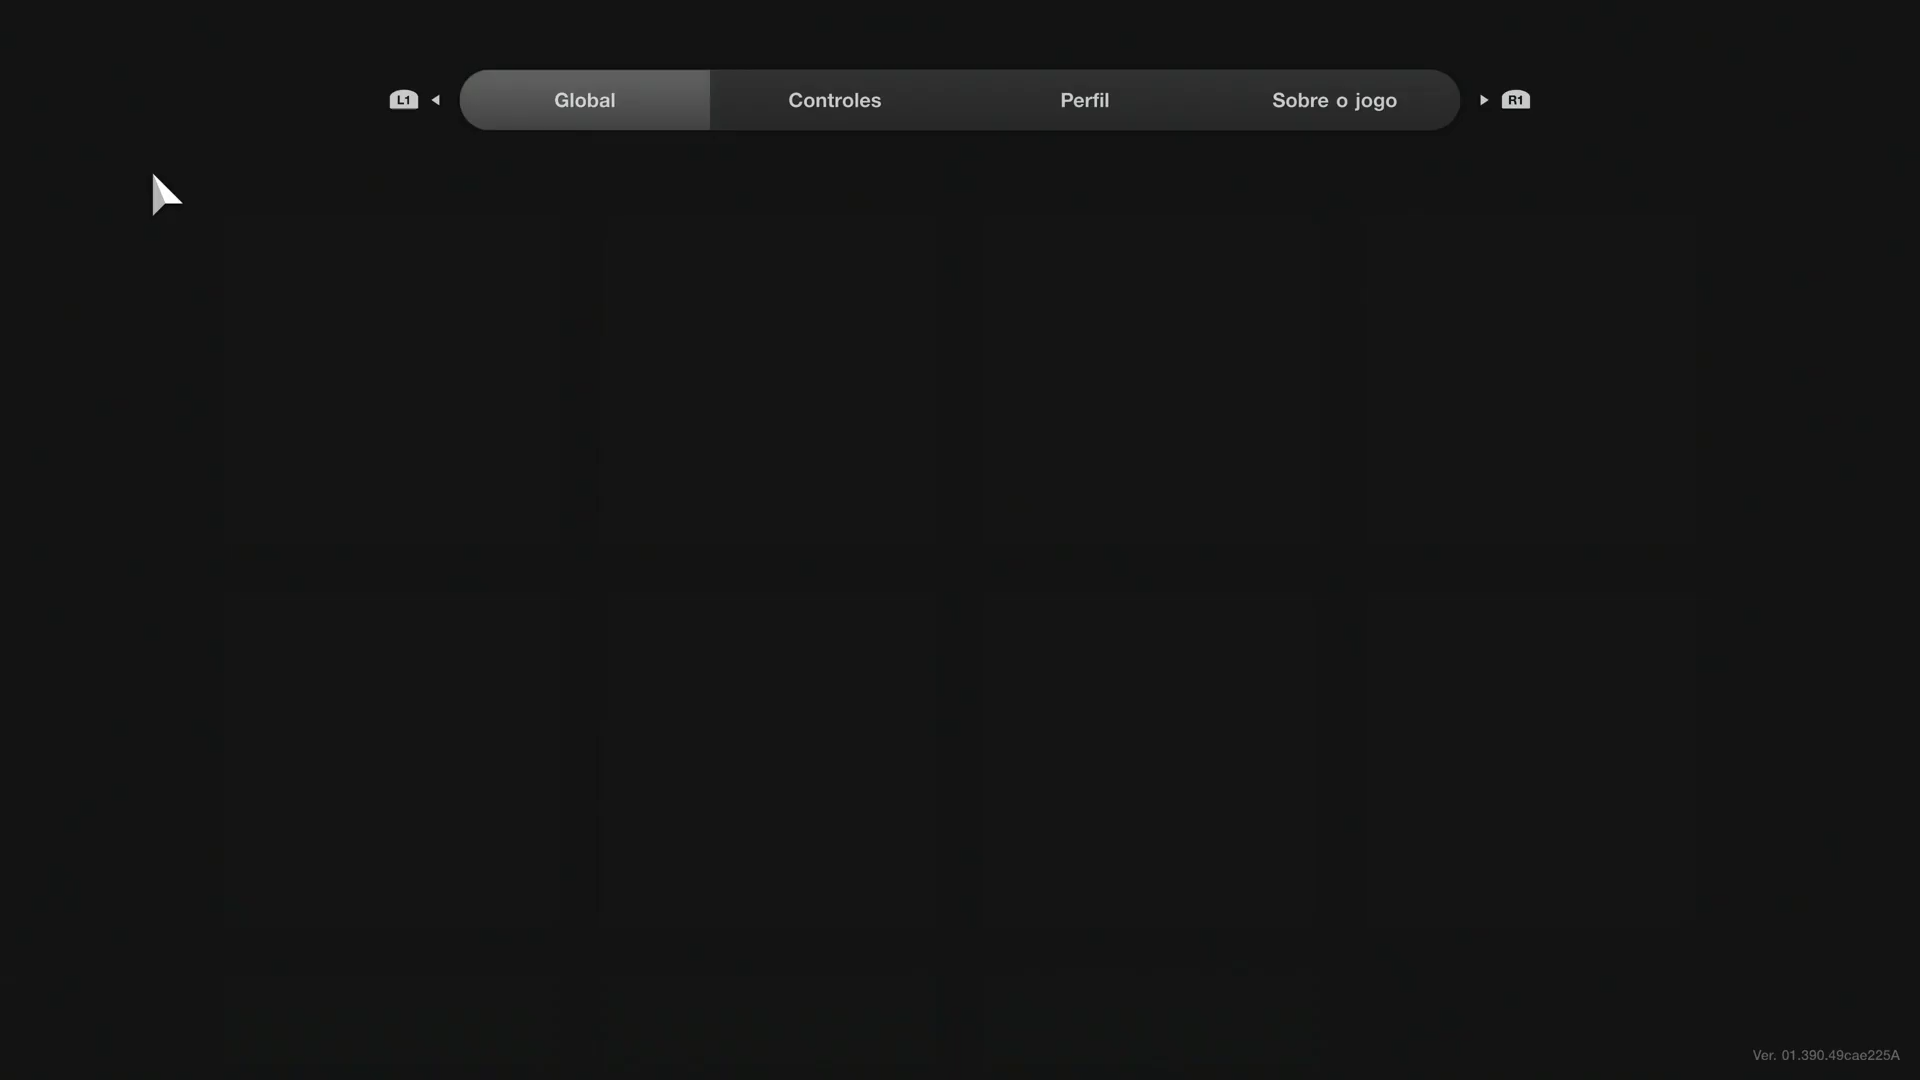 L1 Global Controles Perfil Sobre o jogo R1
Ver. 01.390.49cae225A